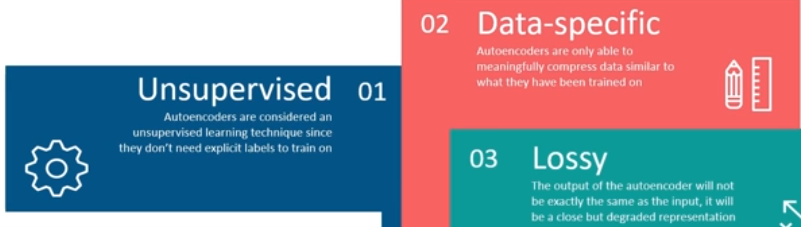 Unsupervised 01
Autoencoders are considered an
unsupervised learning technique since
they don't need explicit labels to train on
02 Data-specific
Autoencoders are only able to
meaningfully compress data similar to
what they have been trained on
03 Lossy
The output of the autoencoder will not
be exactly the same as the input, it will
be a close but degraded representation